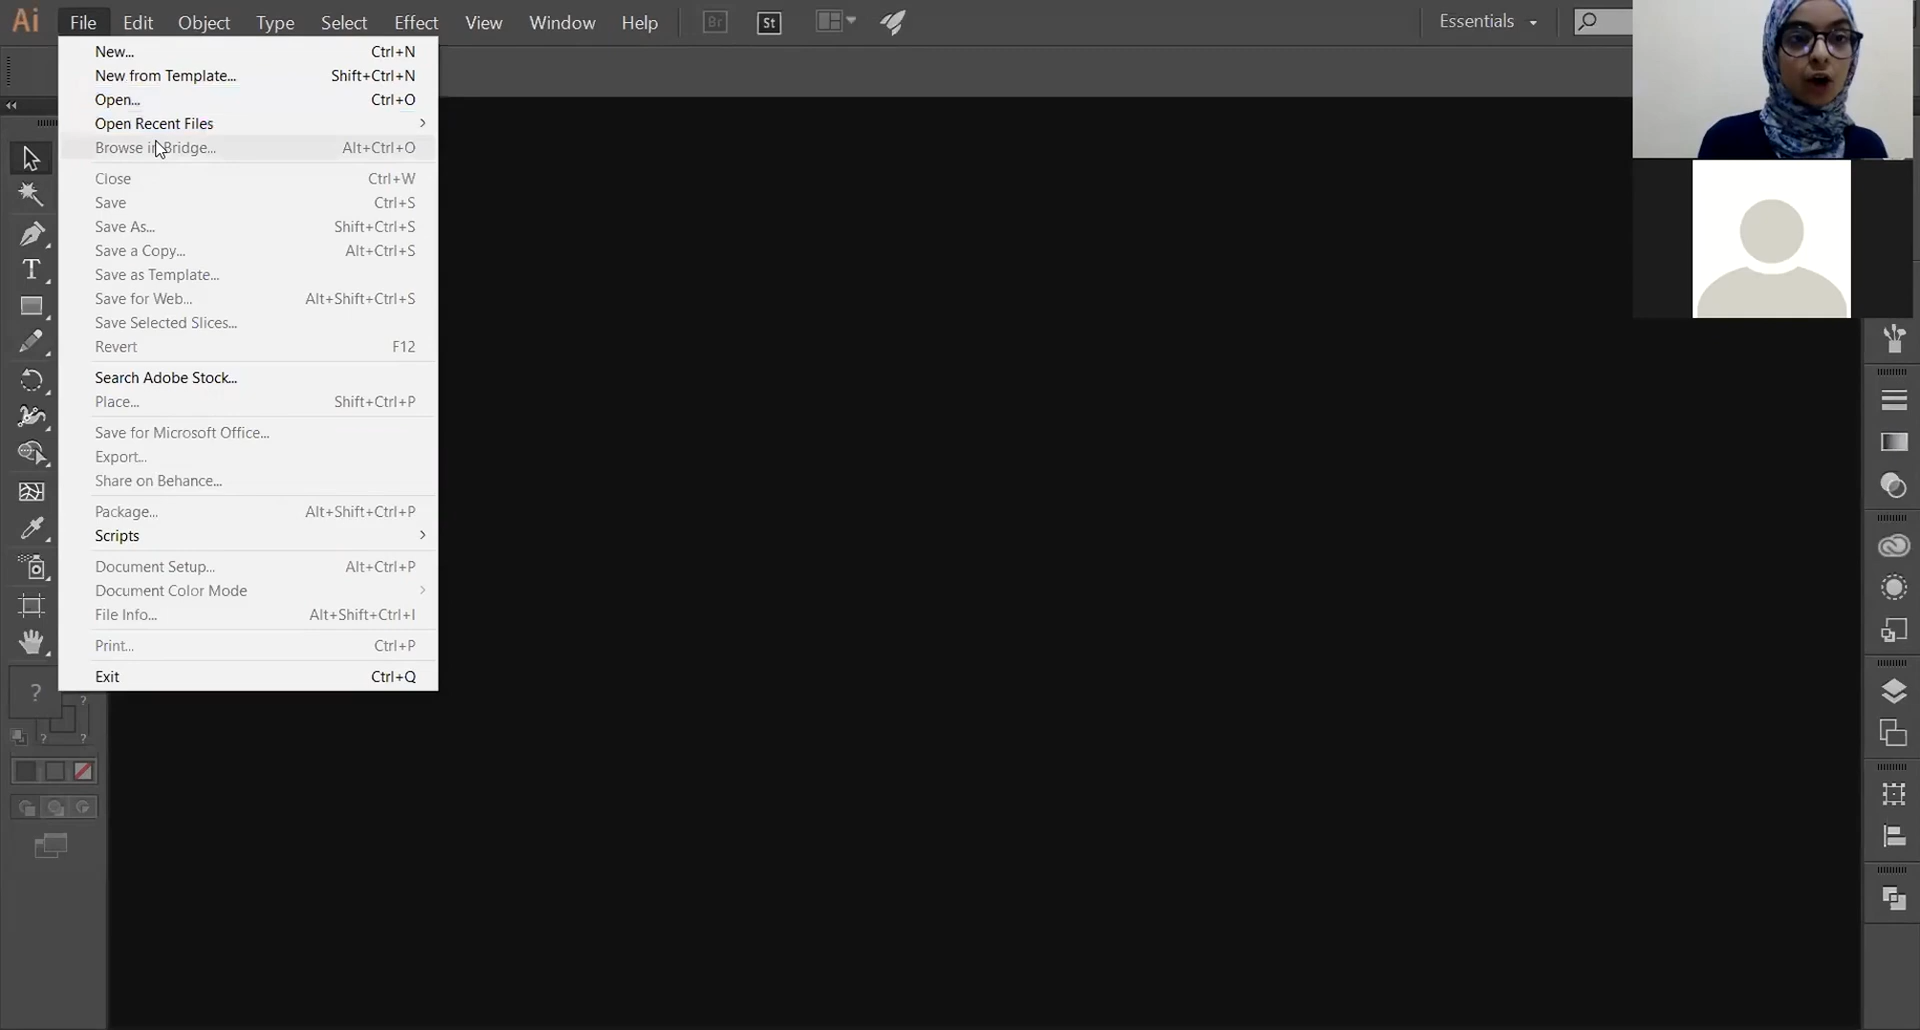 Ai File Edit Object Type Select Effect View Window Help Br St Essentials
New... Ctrl+N
New from Template... Shift+Ctrl+N
Open... Ctrl+O
Open Recent Files
Browse in Bridge... Alt+Ctrl+O
Close Ctrl+W
Save Ctrl+S
Save As... Shift+Ctrl+S
Save a Copy... Alt+Ctrl+S
Save as Template...
Save for Web... Alt+Shift+Ctrl+S
Save Selected Slices...
Revert F12
Search Adobe Stock...
Place... Shift+Ctrl+P
Save for Microsoft Office...
Export...
Share on Behance...
Package... Alt+Shift+Ctrl+P
Scripts
Document Setup... Alt+Ctrl+P
Document Color Mode
File Info... Alt+Shift+Ctrl+I
Print... Ctrl+P
Exit Ctrl+Q